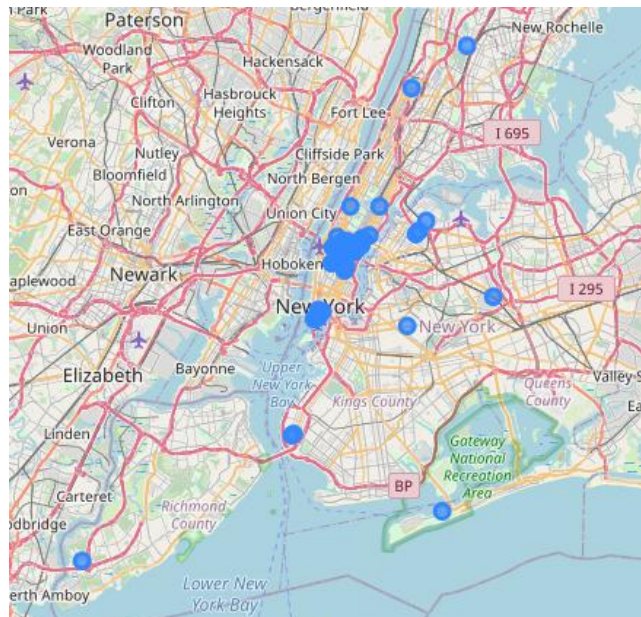 Park
Paterson
Bergenfield
New Rochelle
Woodland
Park
Hackensack
Clifton
Hasbrouck
Heights
Fort Lee
Verona
Nutley
Cliffside Park
I 695
Bloomfield
North Bergen
on
North Arlington
Union City
East Orange
aplewood
Newark
Hoboken
I 295
Union
New York
New York
Elizabeth
Bayonne
Upper
New York
Bay
Kings County
Queens
County
Valley S
Ea
Linden
Gateway
National
Recreation
Area
BP
Carteret
oodbridge
Richmond
County
erth Amboy
Lower New
York Bay